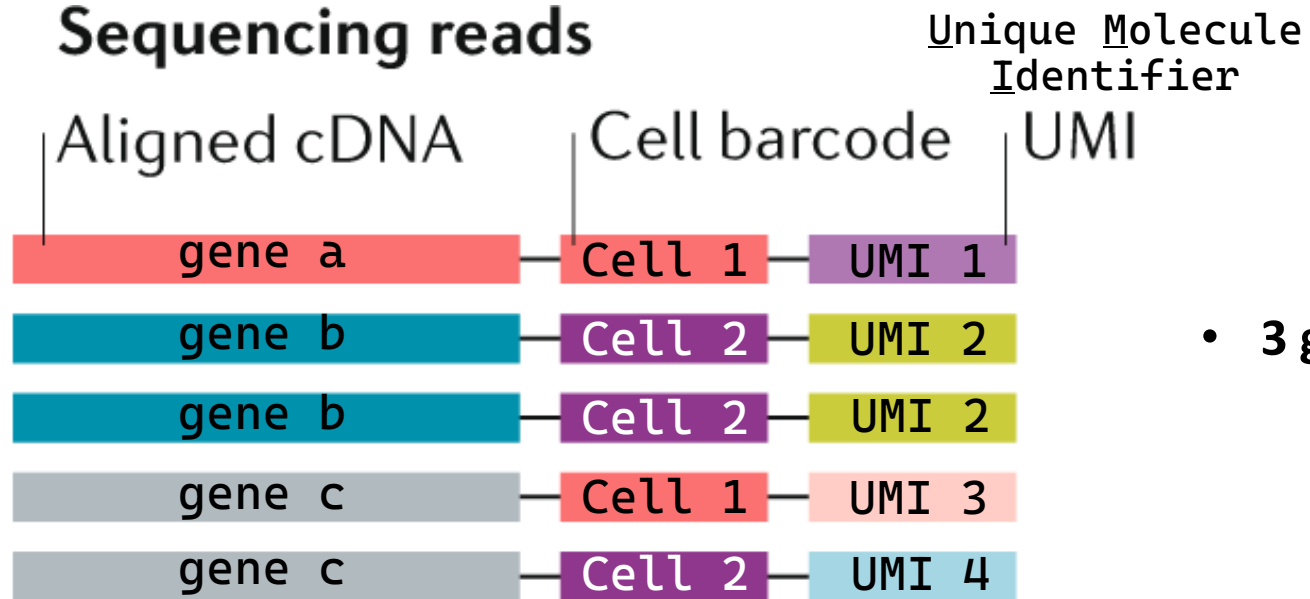 Sequencing reads
Unique Molecule
Identifier
Aligned cDNA
Cell barcode
UMI
gene a Cell 1 UMI 1
gene b Cell 2 UMI 2
gene b Cell 2 UMI 2
gene c Cell 1 UMI 3
gene c Cell 2 UMI 4
• 3